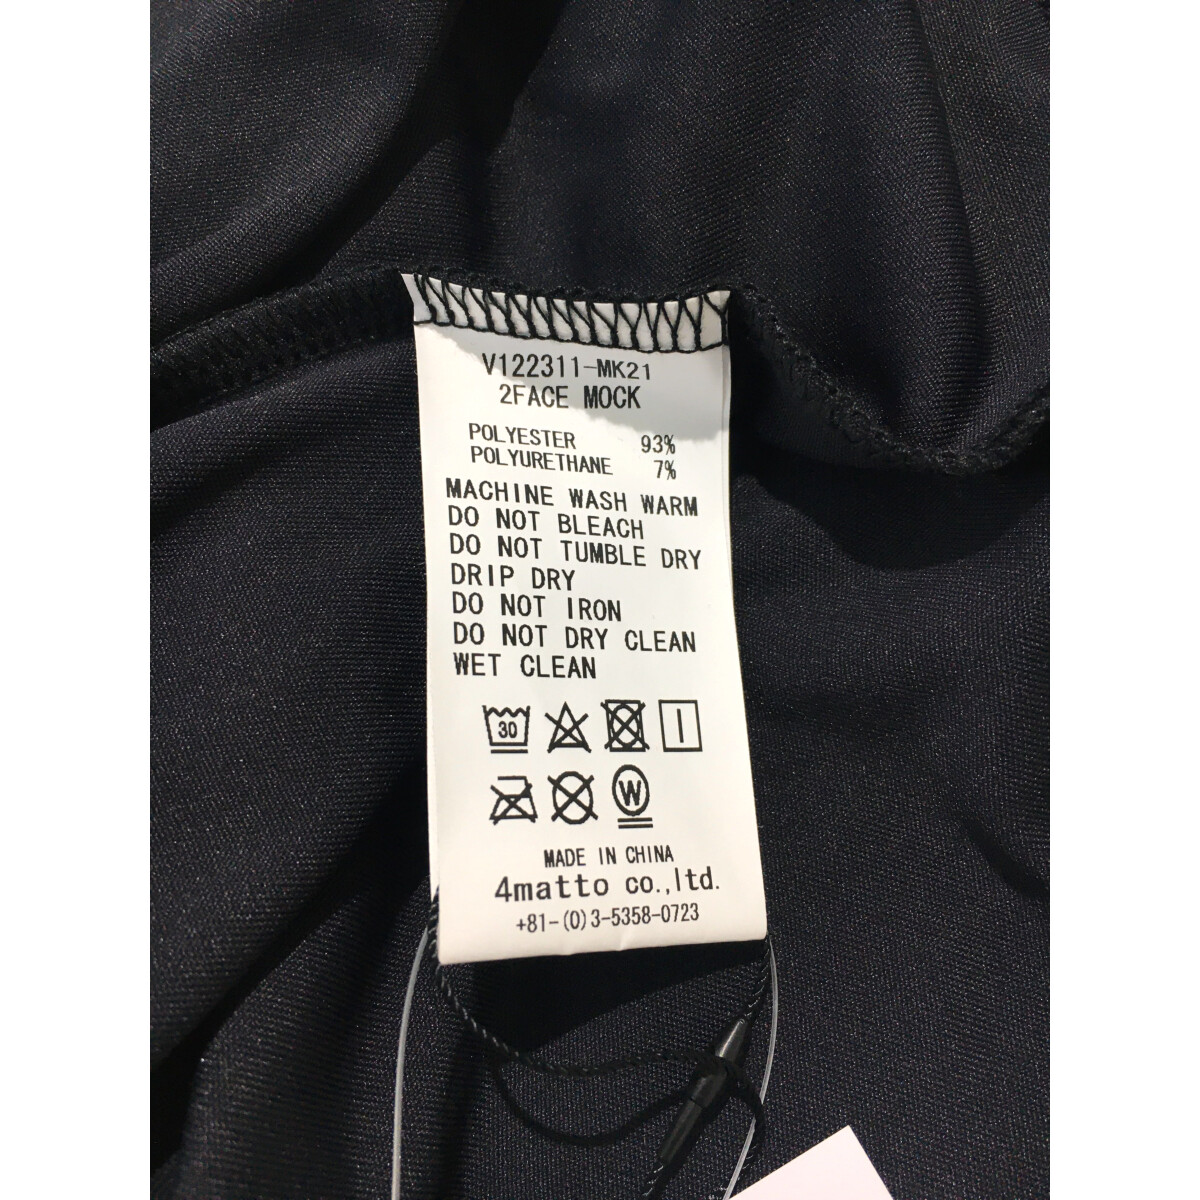 V122311-MK21
2FACE MOCK
POLYESTER 93%
POLYURETHANE 7%
MACHINE WASH WARM
DO NOT BLEACH
DO NOT TUMBLE DRY
DRIP DRY
DO NOT IRON
DO NOT DRY CLEAN
WET CLEAN
30
W
MADE IN CHINA
4matto co.,ltd.
+81-(0)3-5358-0723